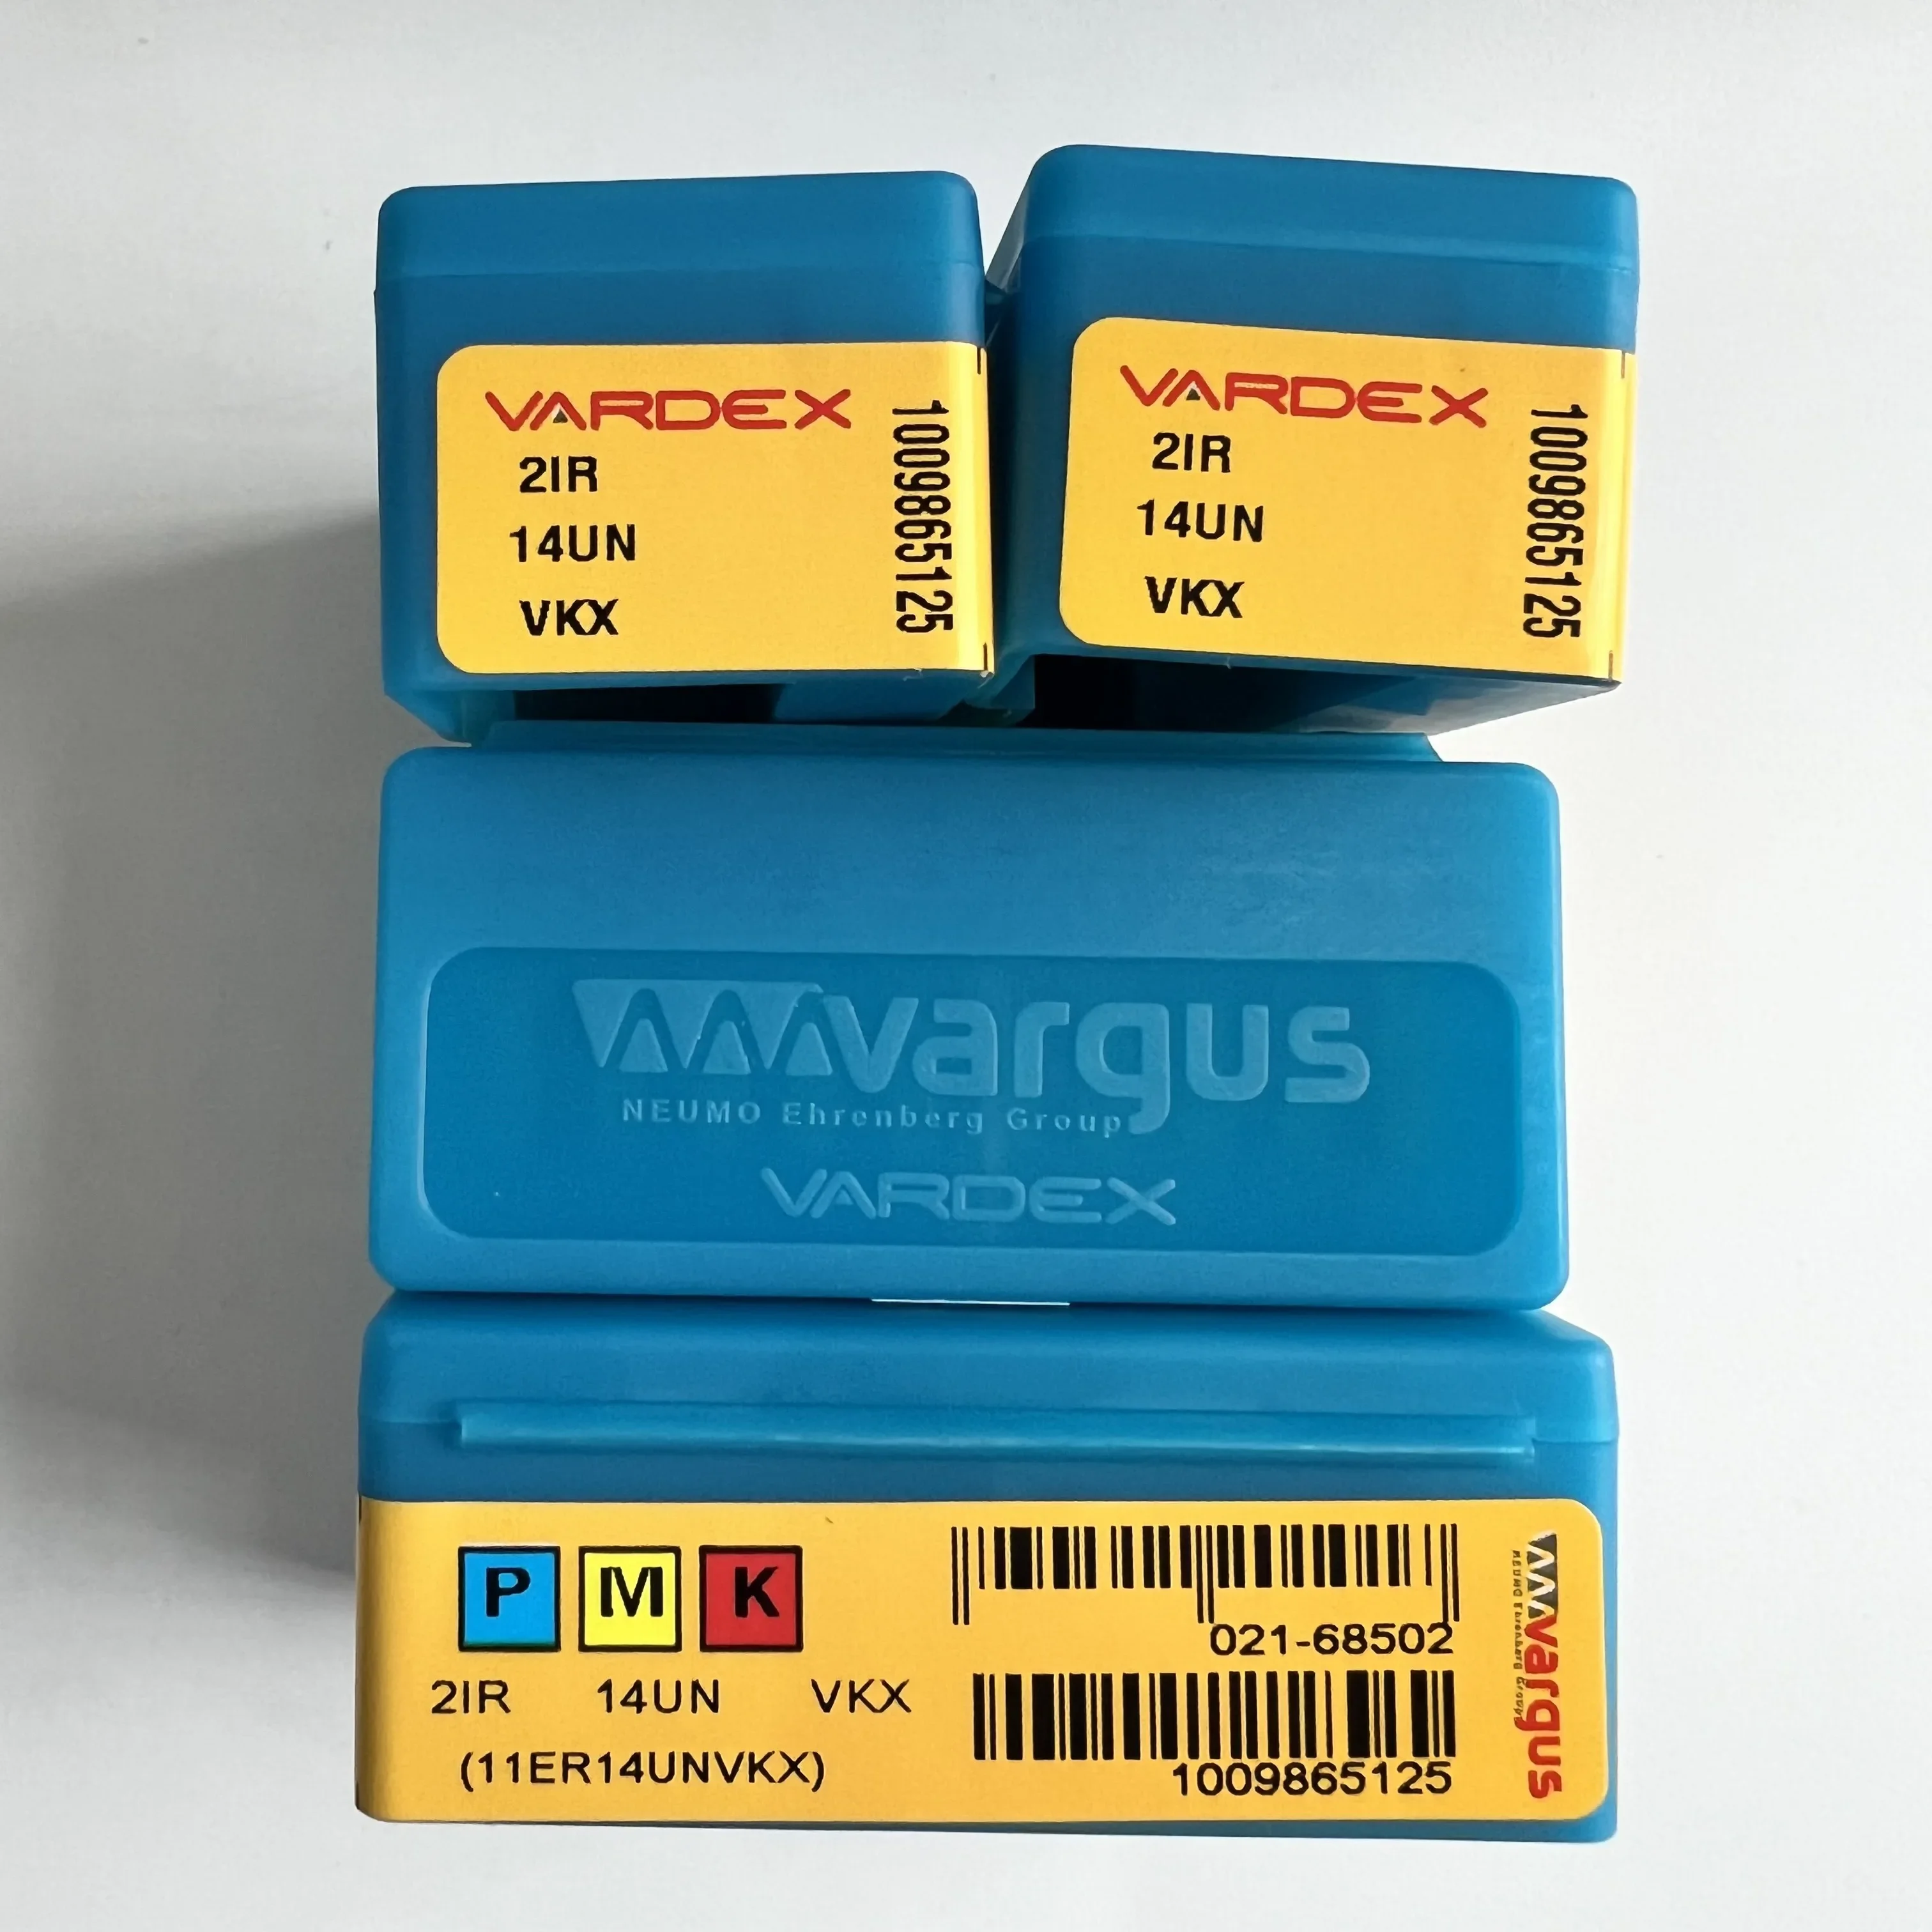 VARDEX
2IR
14UN
VKX
1009865125
VARDEX
2IR
14UN
VKX
1009865125
vargus
NEUMO Ehrenberg Group
VARDEX
P M K
2IR 14UN VKX
(11ER14UNVKX)
021-68502
1009865125
vargus
NEUMO Ehrenberg Group